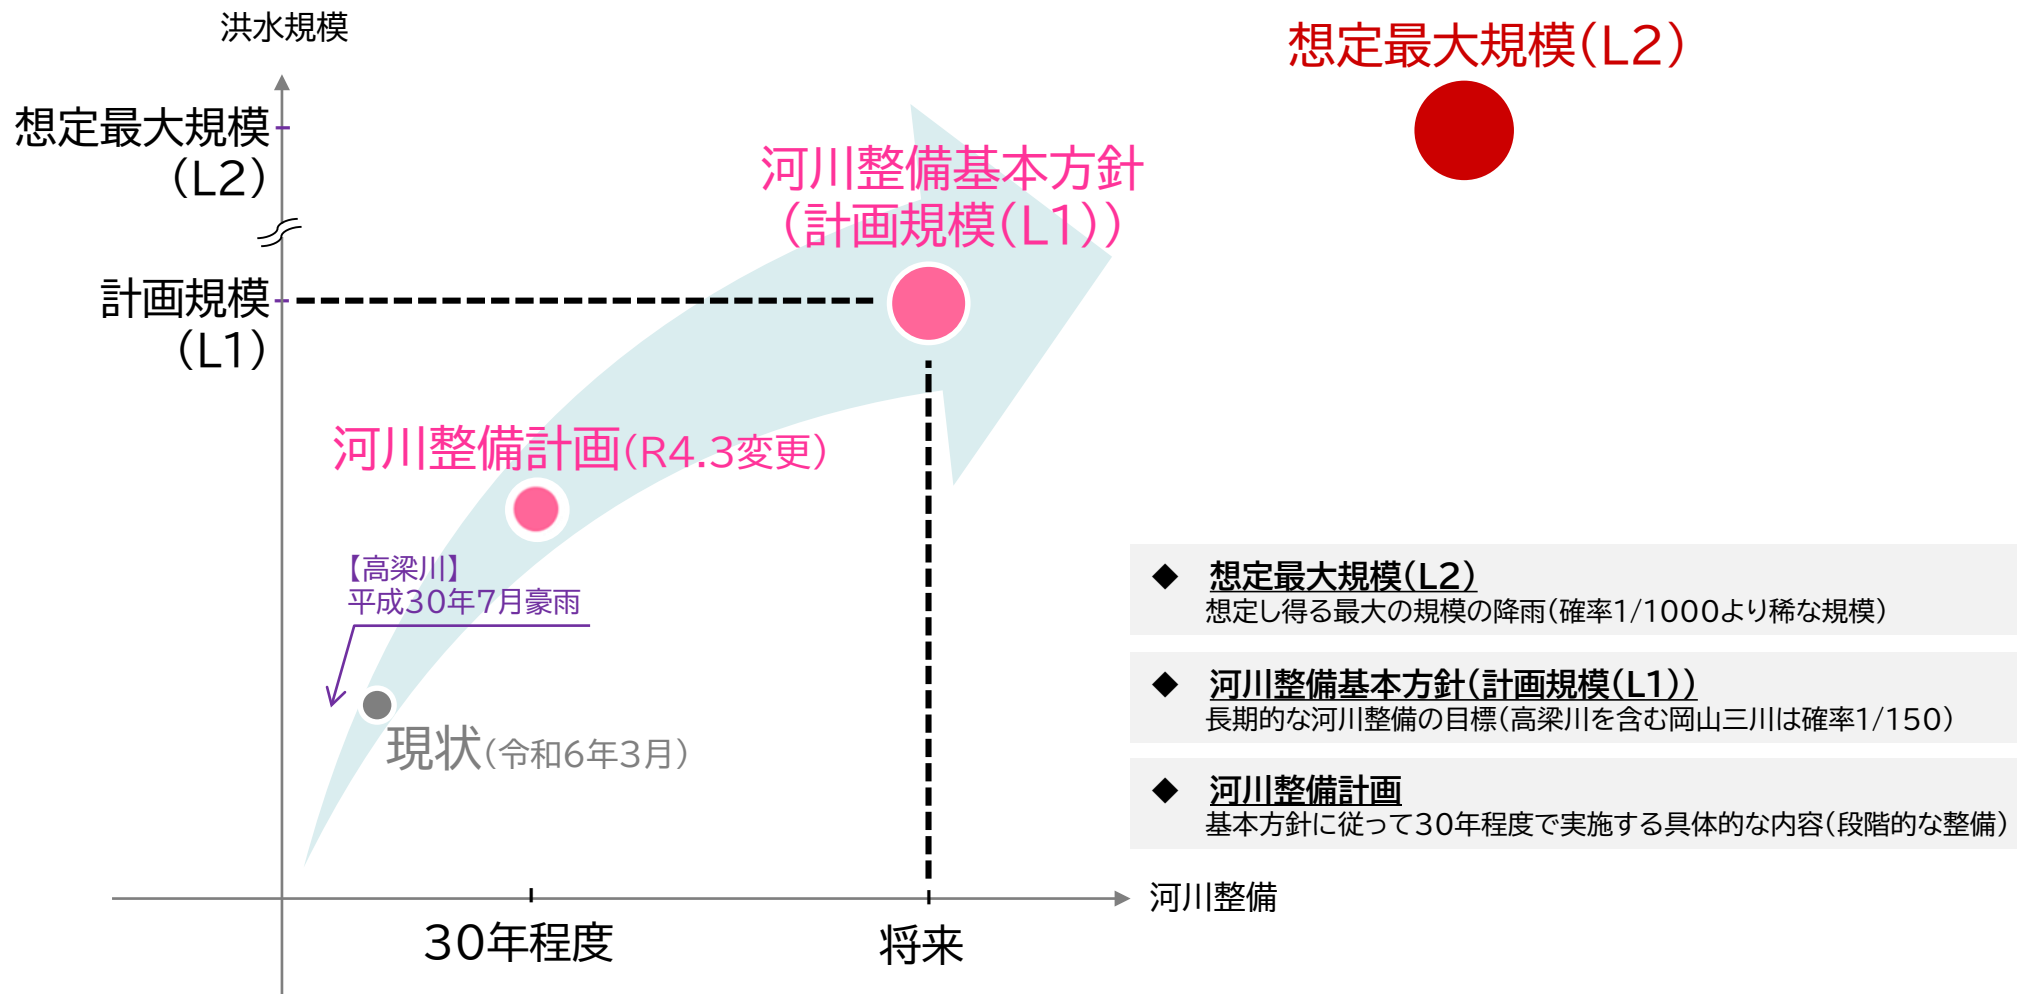 洪水規模
想定最大規模(L2)
想定最大規模
(L2)
河川整備基本方針
(計画規模(L1))
計画規模
(L1)
河川整備計画(R4.3変更)
【高梁川】
平成30年7月豪雨
現状(令和6年3月)
◆ 想定最大規模(L2)
想定し得る最大の規模の降雨(確率1/1000より稀な規模)
◆ 河川整備基本方針(計画規模(L1))
長期的な河川整備の目標(高梁川を含む岡山三川は確率1/150)
◆ 河川整備計画
基本方針に従って30年程度で実施する具体的な内容(段階的な整備)
河川整備
30年程度
将来